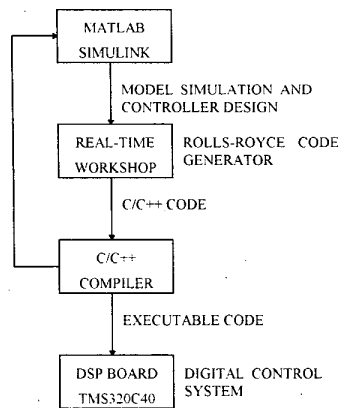 MATLAB
SIMULINK
MODEL SIMULATION AND
CONTROLLER DESIGN
REAL-TIME
WORKSHOP
ROLLS-ROYCE CODE
GENERATOR
C/C++ CODE
C/C++
COMPILER
EXECUTABLE CODE
DSP BOARD
TMS320C40
DIGITAL CONTROL
SYSTEM